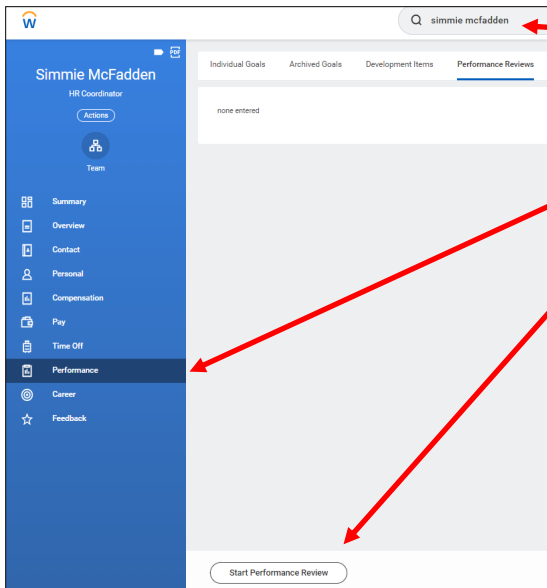 W
simmie mcfadden
PDF
Simmie McFadden
HR Coordinator
Actions
Team
Summary
Overview
Contact
Personal
Compensation
Pay
Time Off
Performance
Career
Feedback
Individual Goals Archived Goals Development Items Performance Reviews
none entered
Start Performance Review